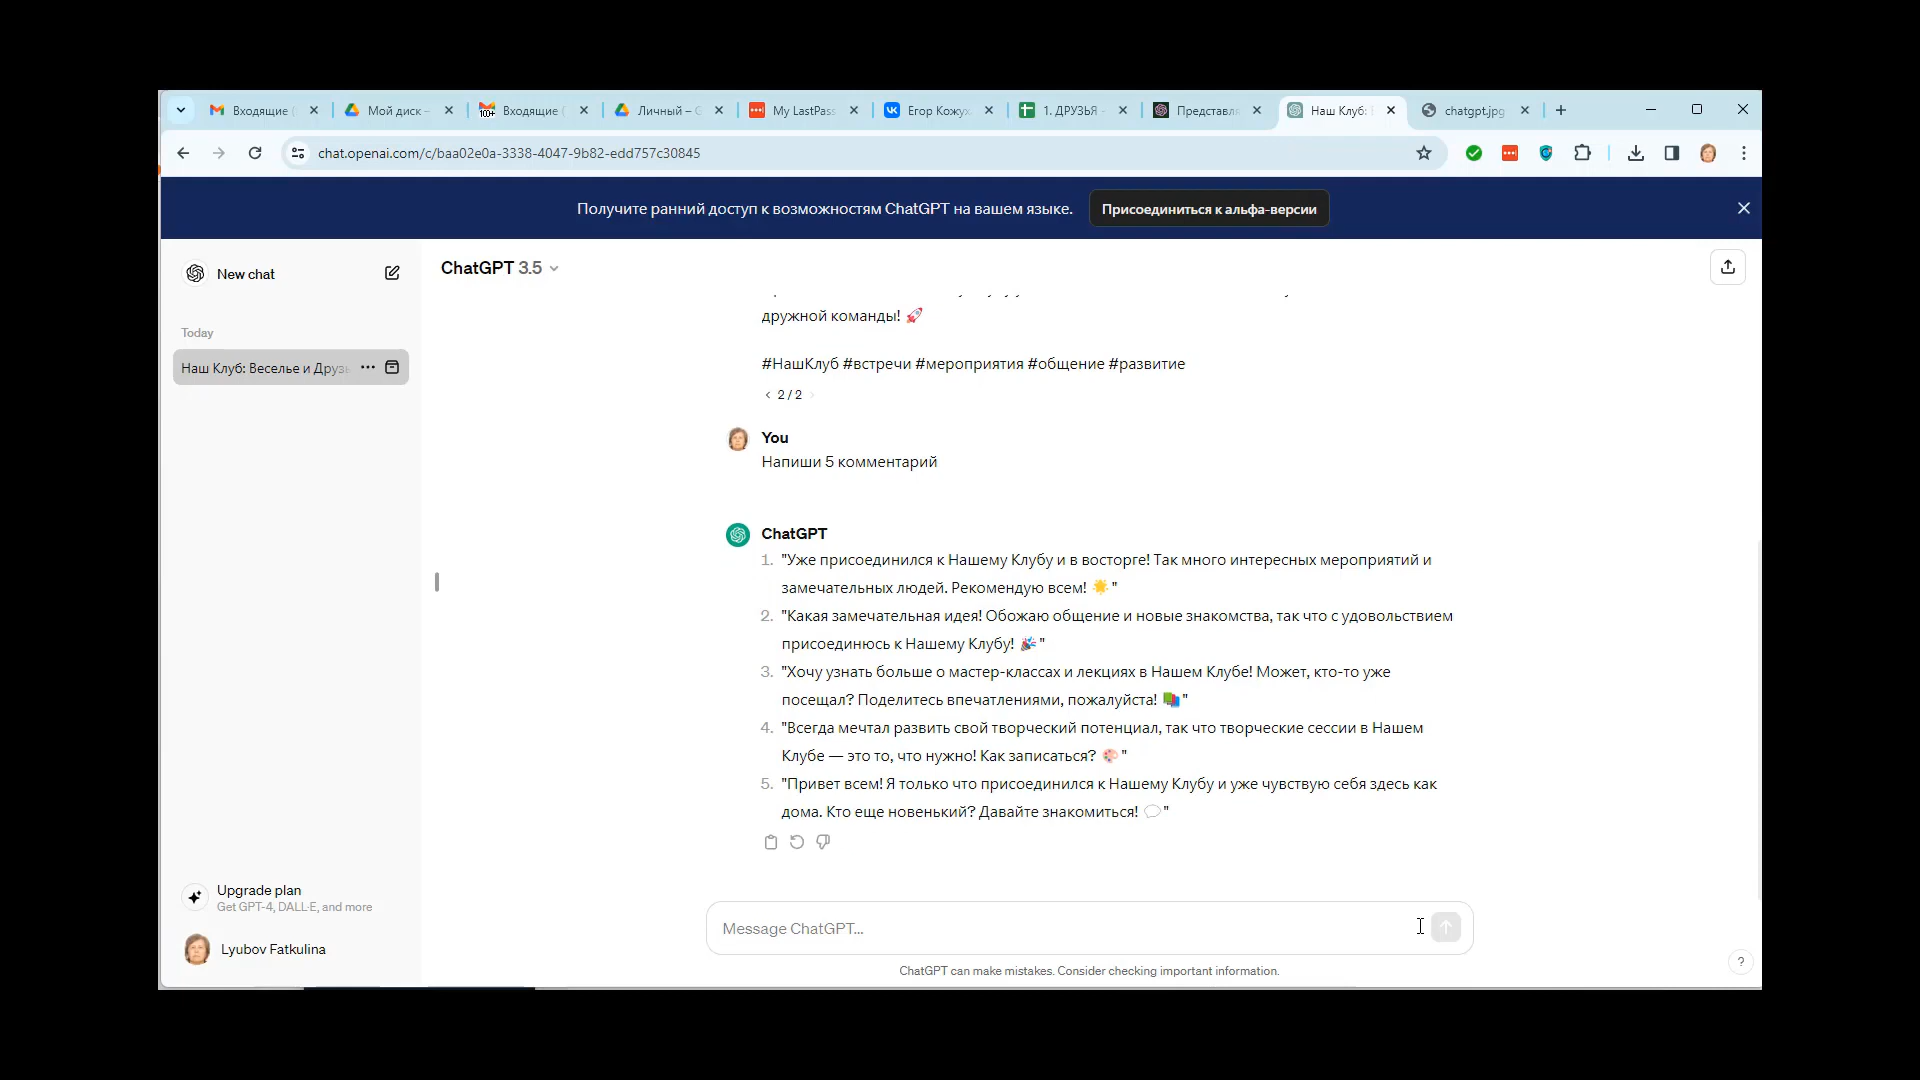 Входящие (
Мой диск –
Входящие (
Личный – G
My LastPass
Егор Кожух
1. ДРУЗЬЯ -
Представля
Наш Клуб:
chatgpt.jpg
chat.openai.com/c/baa02e0a-3338-4047-9b82-edd757c30845
Получите ранний доступ к возможностям ChatGPT на вашем языке.
Присоединиться к альфа-версии
New chat
ChatGPT 3.5
Today
Наш Клуб: Веселье и Друзь
дружной команды! 🚀
#НашКлуб #встречи #мероприятия #общение #развитие
2 / 2
You
Напиши 5 комментарий
ChatGPT
1. "Уже присоединился к Нашему Клубу и в восторге! Так много интересных мероприятий и
замечательных людей. Рекомендую всем! 🌟"
2. "Какая замечательная идея! Обожаю общение и новые знакомства, так что с удовольствием
присоединюсь к Нашему Клубу! 🎉"
3. "Хочу узнать больше о мастер-классах и лекциях в Нашем Клубе! Может, кто-то уже
посещал? Поделитесь впечатлениями, пожалуйста! 📚"
4. "Всегда мечтал развить свой творческий потенциал, так что творческие сессии в Нашем
Клубе — это то, что нужно! Как записаться? 🎨"
5. "Привет всем! Я только что присоединился к Нашему Клубу и уже чувствую себя здесь как
дома. Кто еще новенький? Давайте знакомиться! 💬"
Upgrade plan
Get GPT-4, DALL·E, and more
Lyubov Fatkulina
Message ChatGPT...
ChatGPT can make mistakes. Consider checking important information.
?